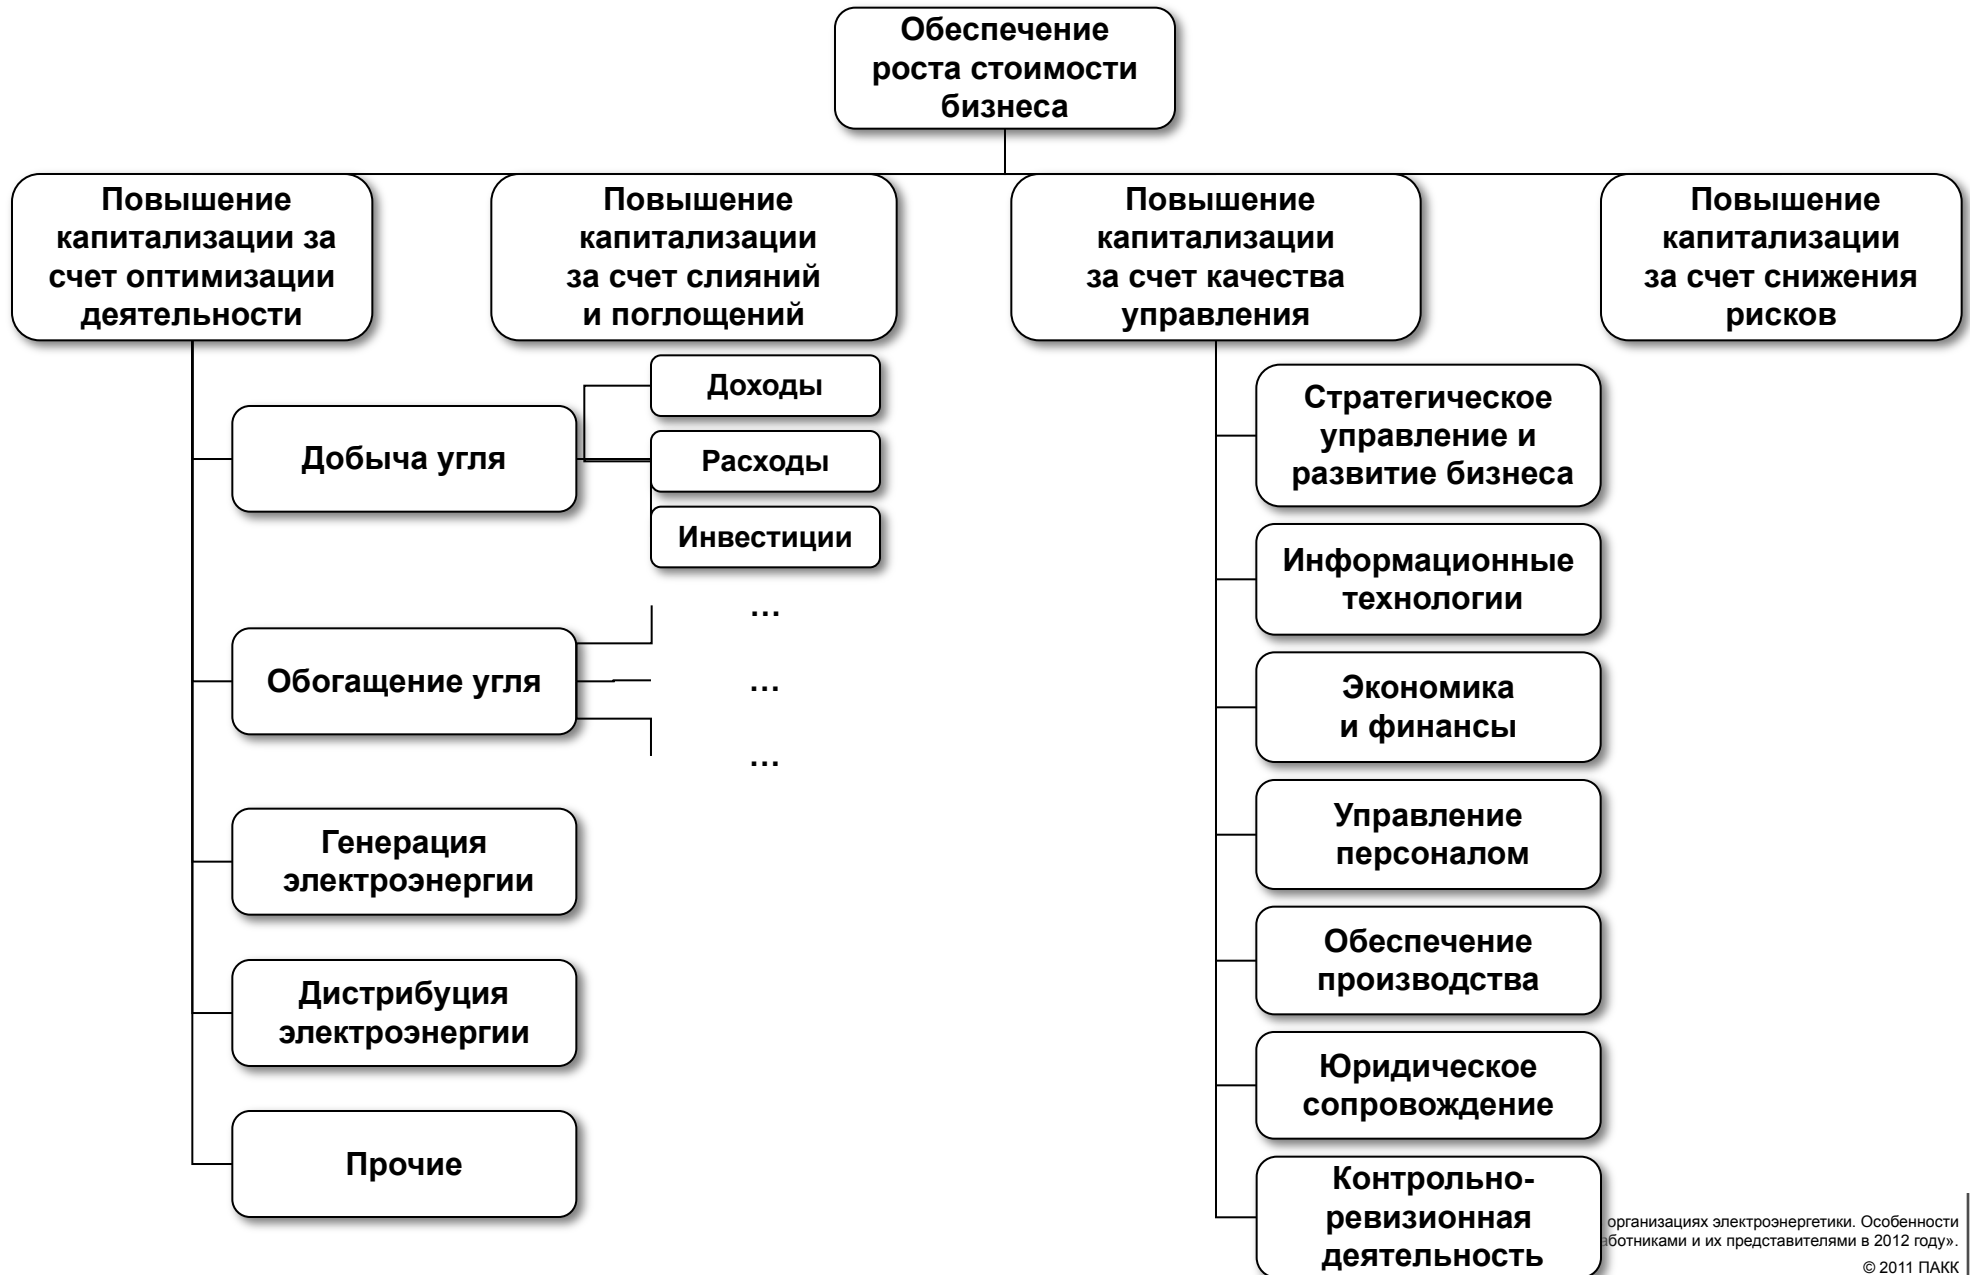 Обеспечение
роста стоимости
бизнеса
Повышение
капитализации за
счет оптимизации
деятельности
Повышение
капитализации
за счет слияний
и поглощений
Повышение
капитализации
за счет качества
управления
Повышение
капитализации
за счет снижения
рисков
Добыча угля
Доходы
Расходы
Инвестиции
Обогащение угля
...
...
...
Генерация
электроэнергии
Дистрибуция
электроэнергии
Прочие
Стратегическое
управление и
развитие бизнеса
Информационные
технологии
Экономика
и финансы
Управление
персоналом
Обеспечение
производства
Юридическое
сопровождение
Контрольно-
ревизионная
деятельность
организациях электроэнергетики. Особенности
аботниками и их представителями в 2012 году».
© 2011 ПАКК